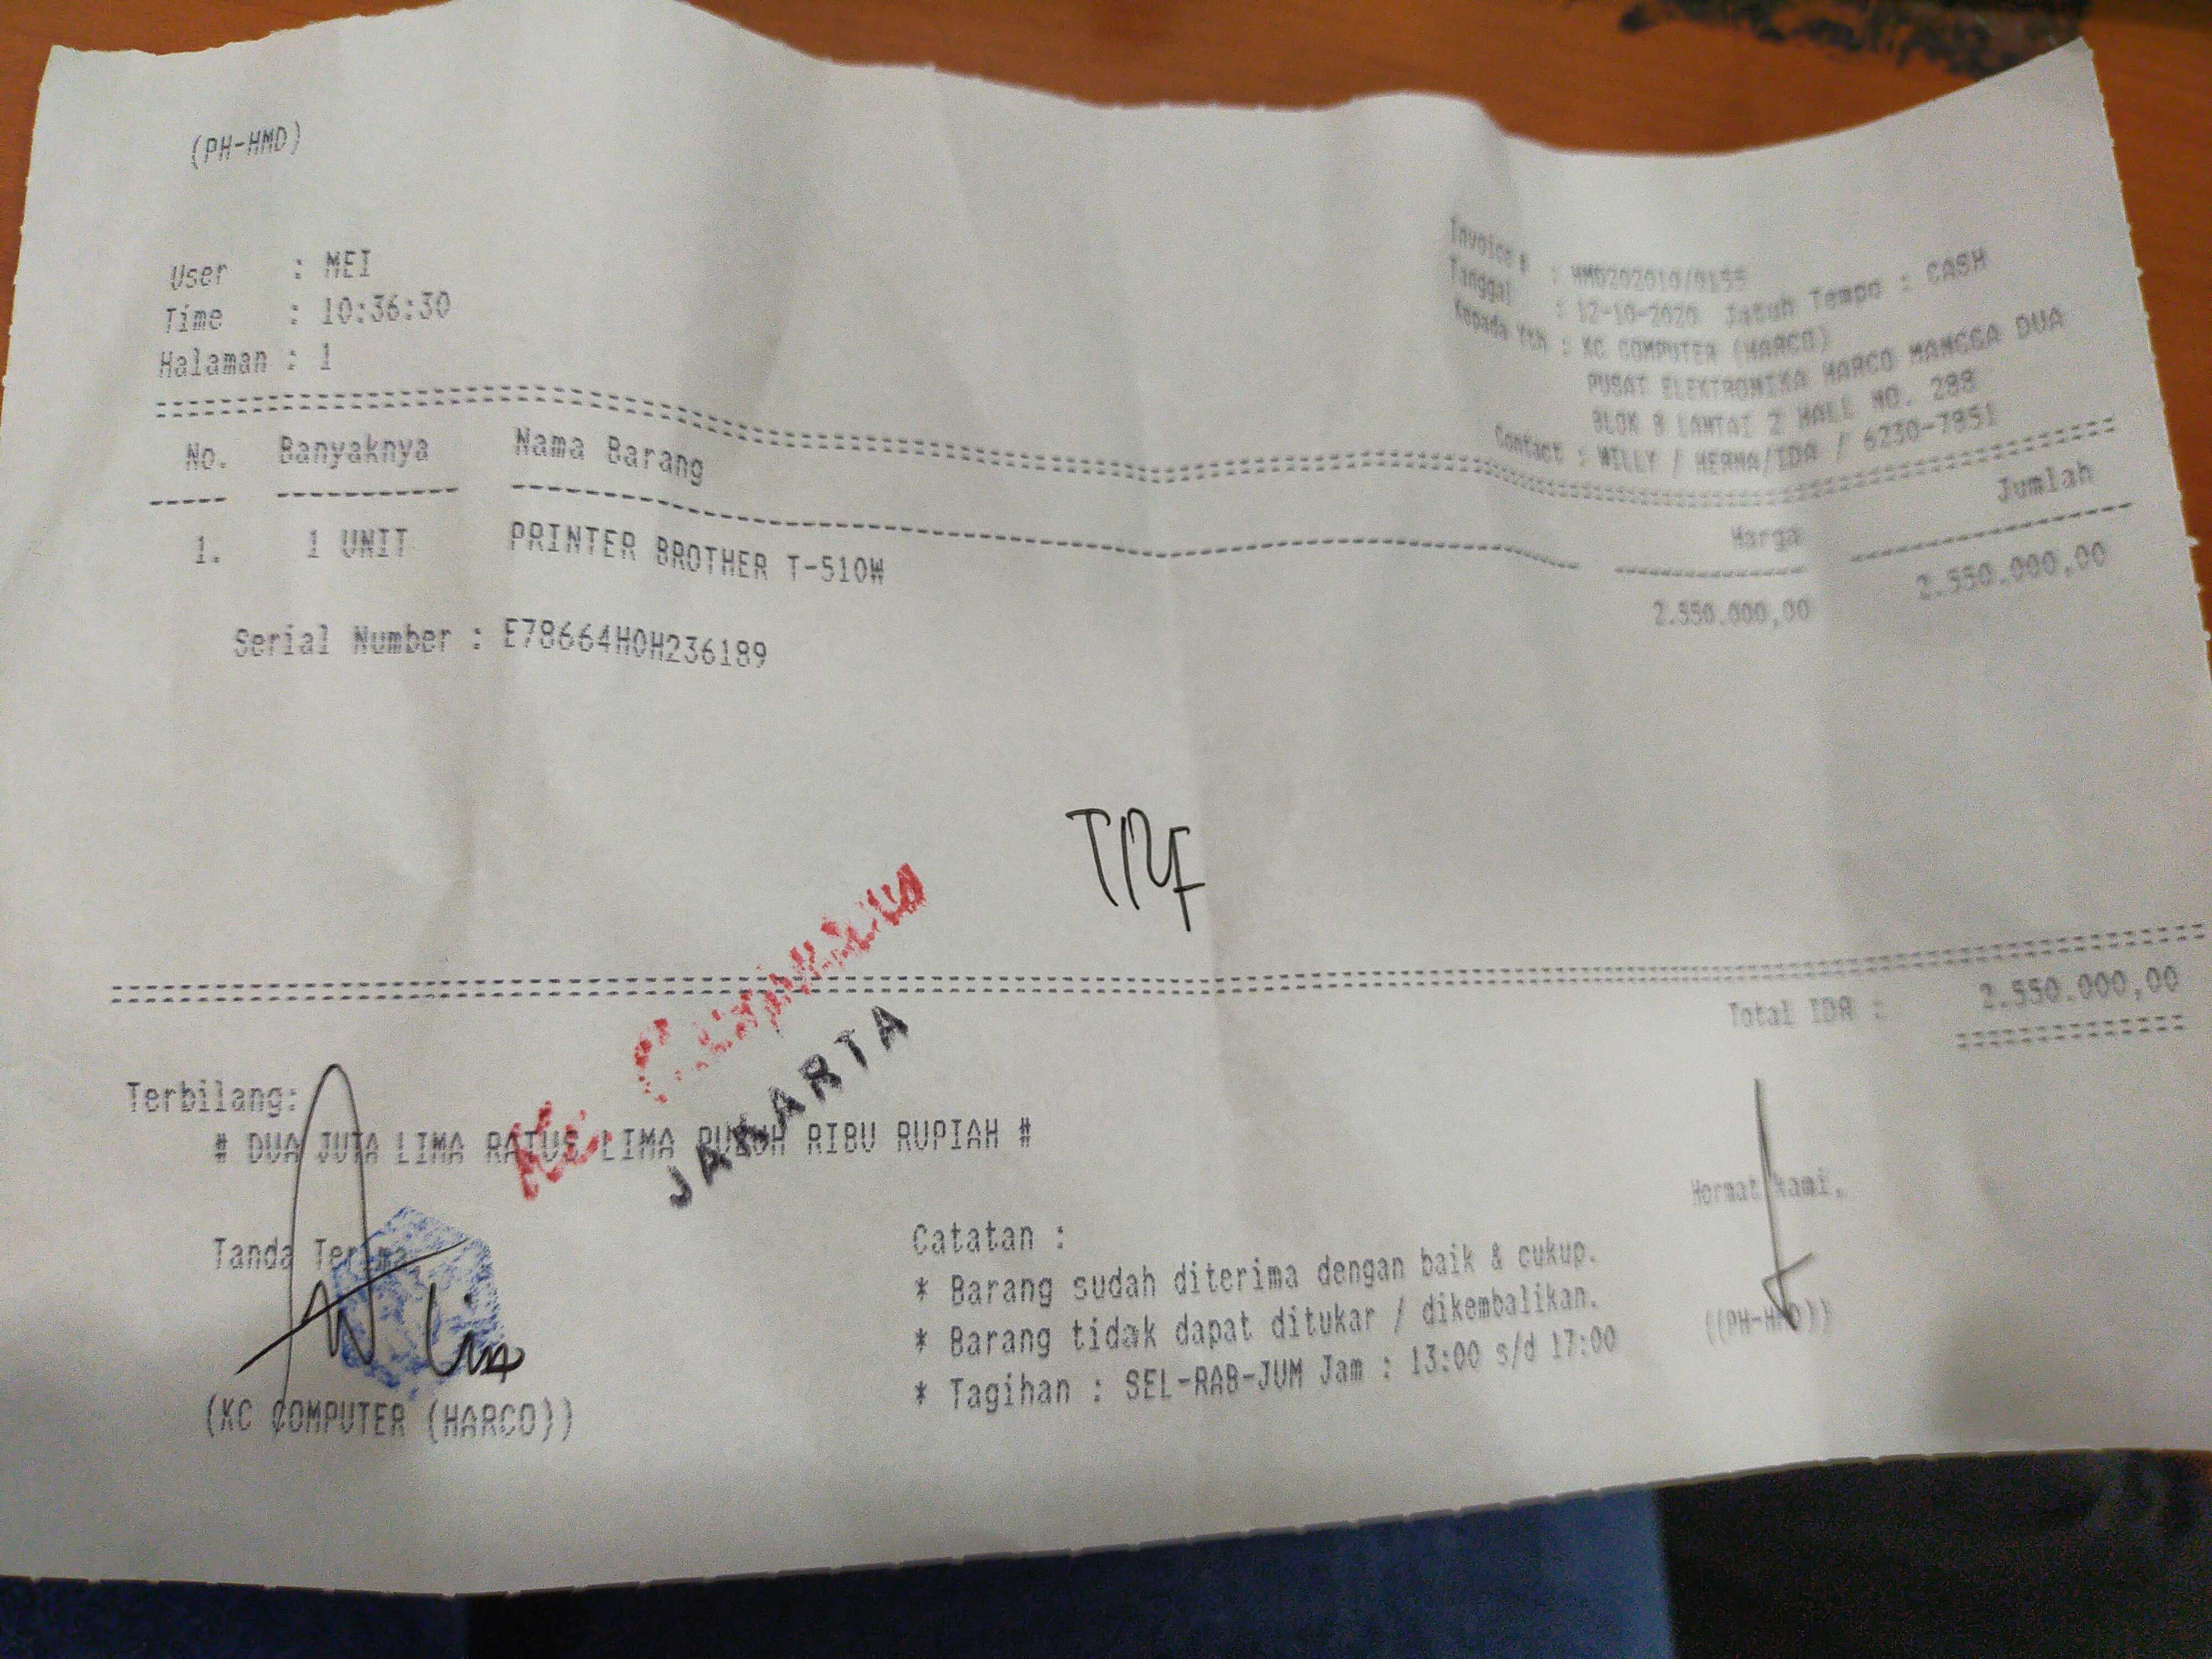 (PH-HMD)
User : MEI
Time : 10:36:30
Halaman : 1
Invoice # : HMD202010/
Tanggal : 12-10-2020 Jatuh Tempo : CASH
Kepada Yth : KC COMPUTER (HARCO)
PUSAT ELEKTRONIKA HARCO MANGGA DUA
BLOK B LANTAI 2 HALL NO. 288
Contact : WILLY / HERNA/IDA / 6230-7851
No. Banyaknya Nama Barang Harga Jumlah
1. 1 UNIT PRINTER BROTHER T-510W 2.550.000,00 2.550.000,00
Serial Number : E78664H0H236189
TRF
Total IDR : 2.550.000,00
Terbilang:
# DUA JUTA LIMA RATUS LIMA PULUH RIBU RUPIAH #
KC Computer
JAKARTA
Tanda Terima
(KC COMPUTER (HARCO))
Catatan :
* Barang sudah diterima dengan baik & cukup.
* Barang tidak dapat ditukar / dikembalikan.
* Tagihan : SEL-RAB-JUM Jam : 13:00 s/d 17:00
Hormat kami,
((PH-HMD))